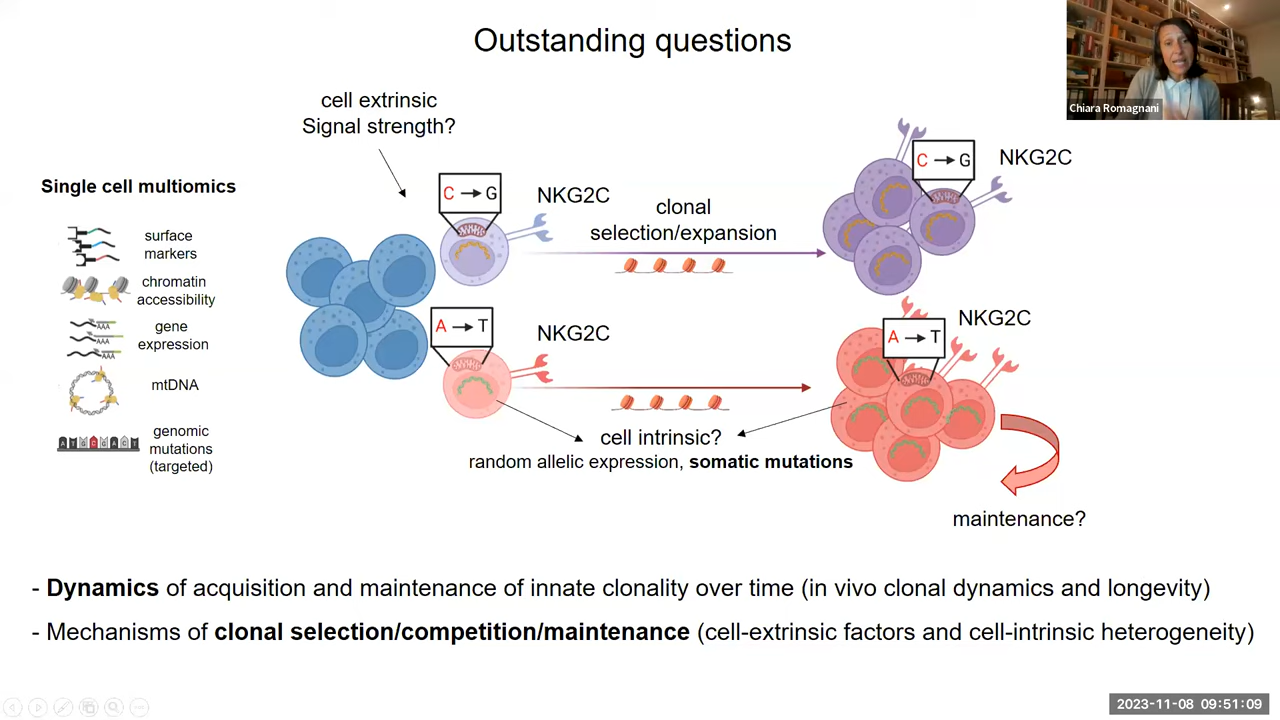 Outstanding questions
Chiara Romagnani
cell extrinsic
Signal strength?
Single cell multiomics
surface
markers
chromatin
accessibility
gene
expression
mtDNA
genomic
mutations
(targeted)
AAA
AAA
AAA
A T G C G A C T
C → G
NKG2C
clonal
selection/expansion
C → G
NKG2C
A → T
NKG2C
A → T
NKG2C
cell intrinsic?
random allelic expression, somatic mutations
maintenance?
- Dynamics of acquisition and maintenance of innate clonality over time (in vivo clonal dynamics and longevity)
- Mechanisms of clonal selection/competition/maintenance (cell-extrinsic factors and cell-intrinsic heterogeneity)
2023-11-08 09:51:09